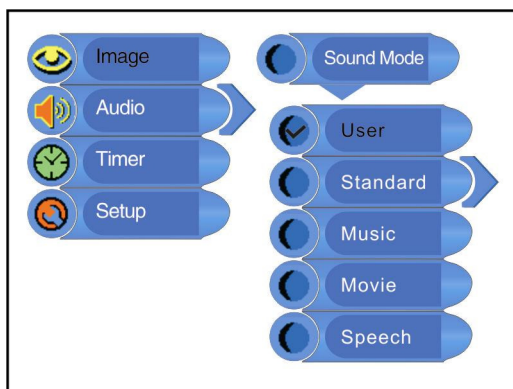 Image
Audio
Timer
Setup
Sound Mode
User
Standard
Music
Movie
Speech